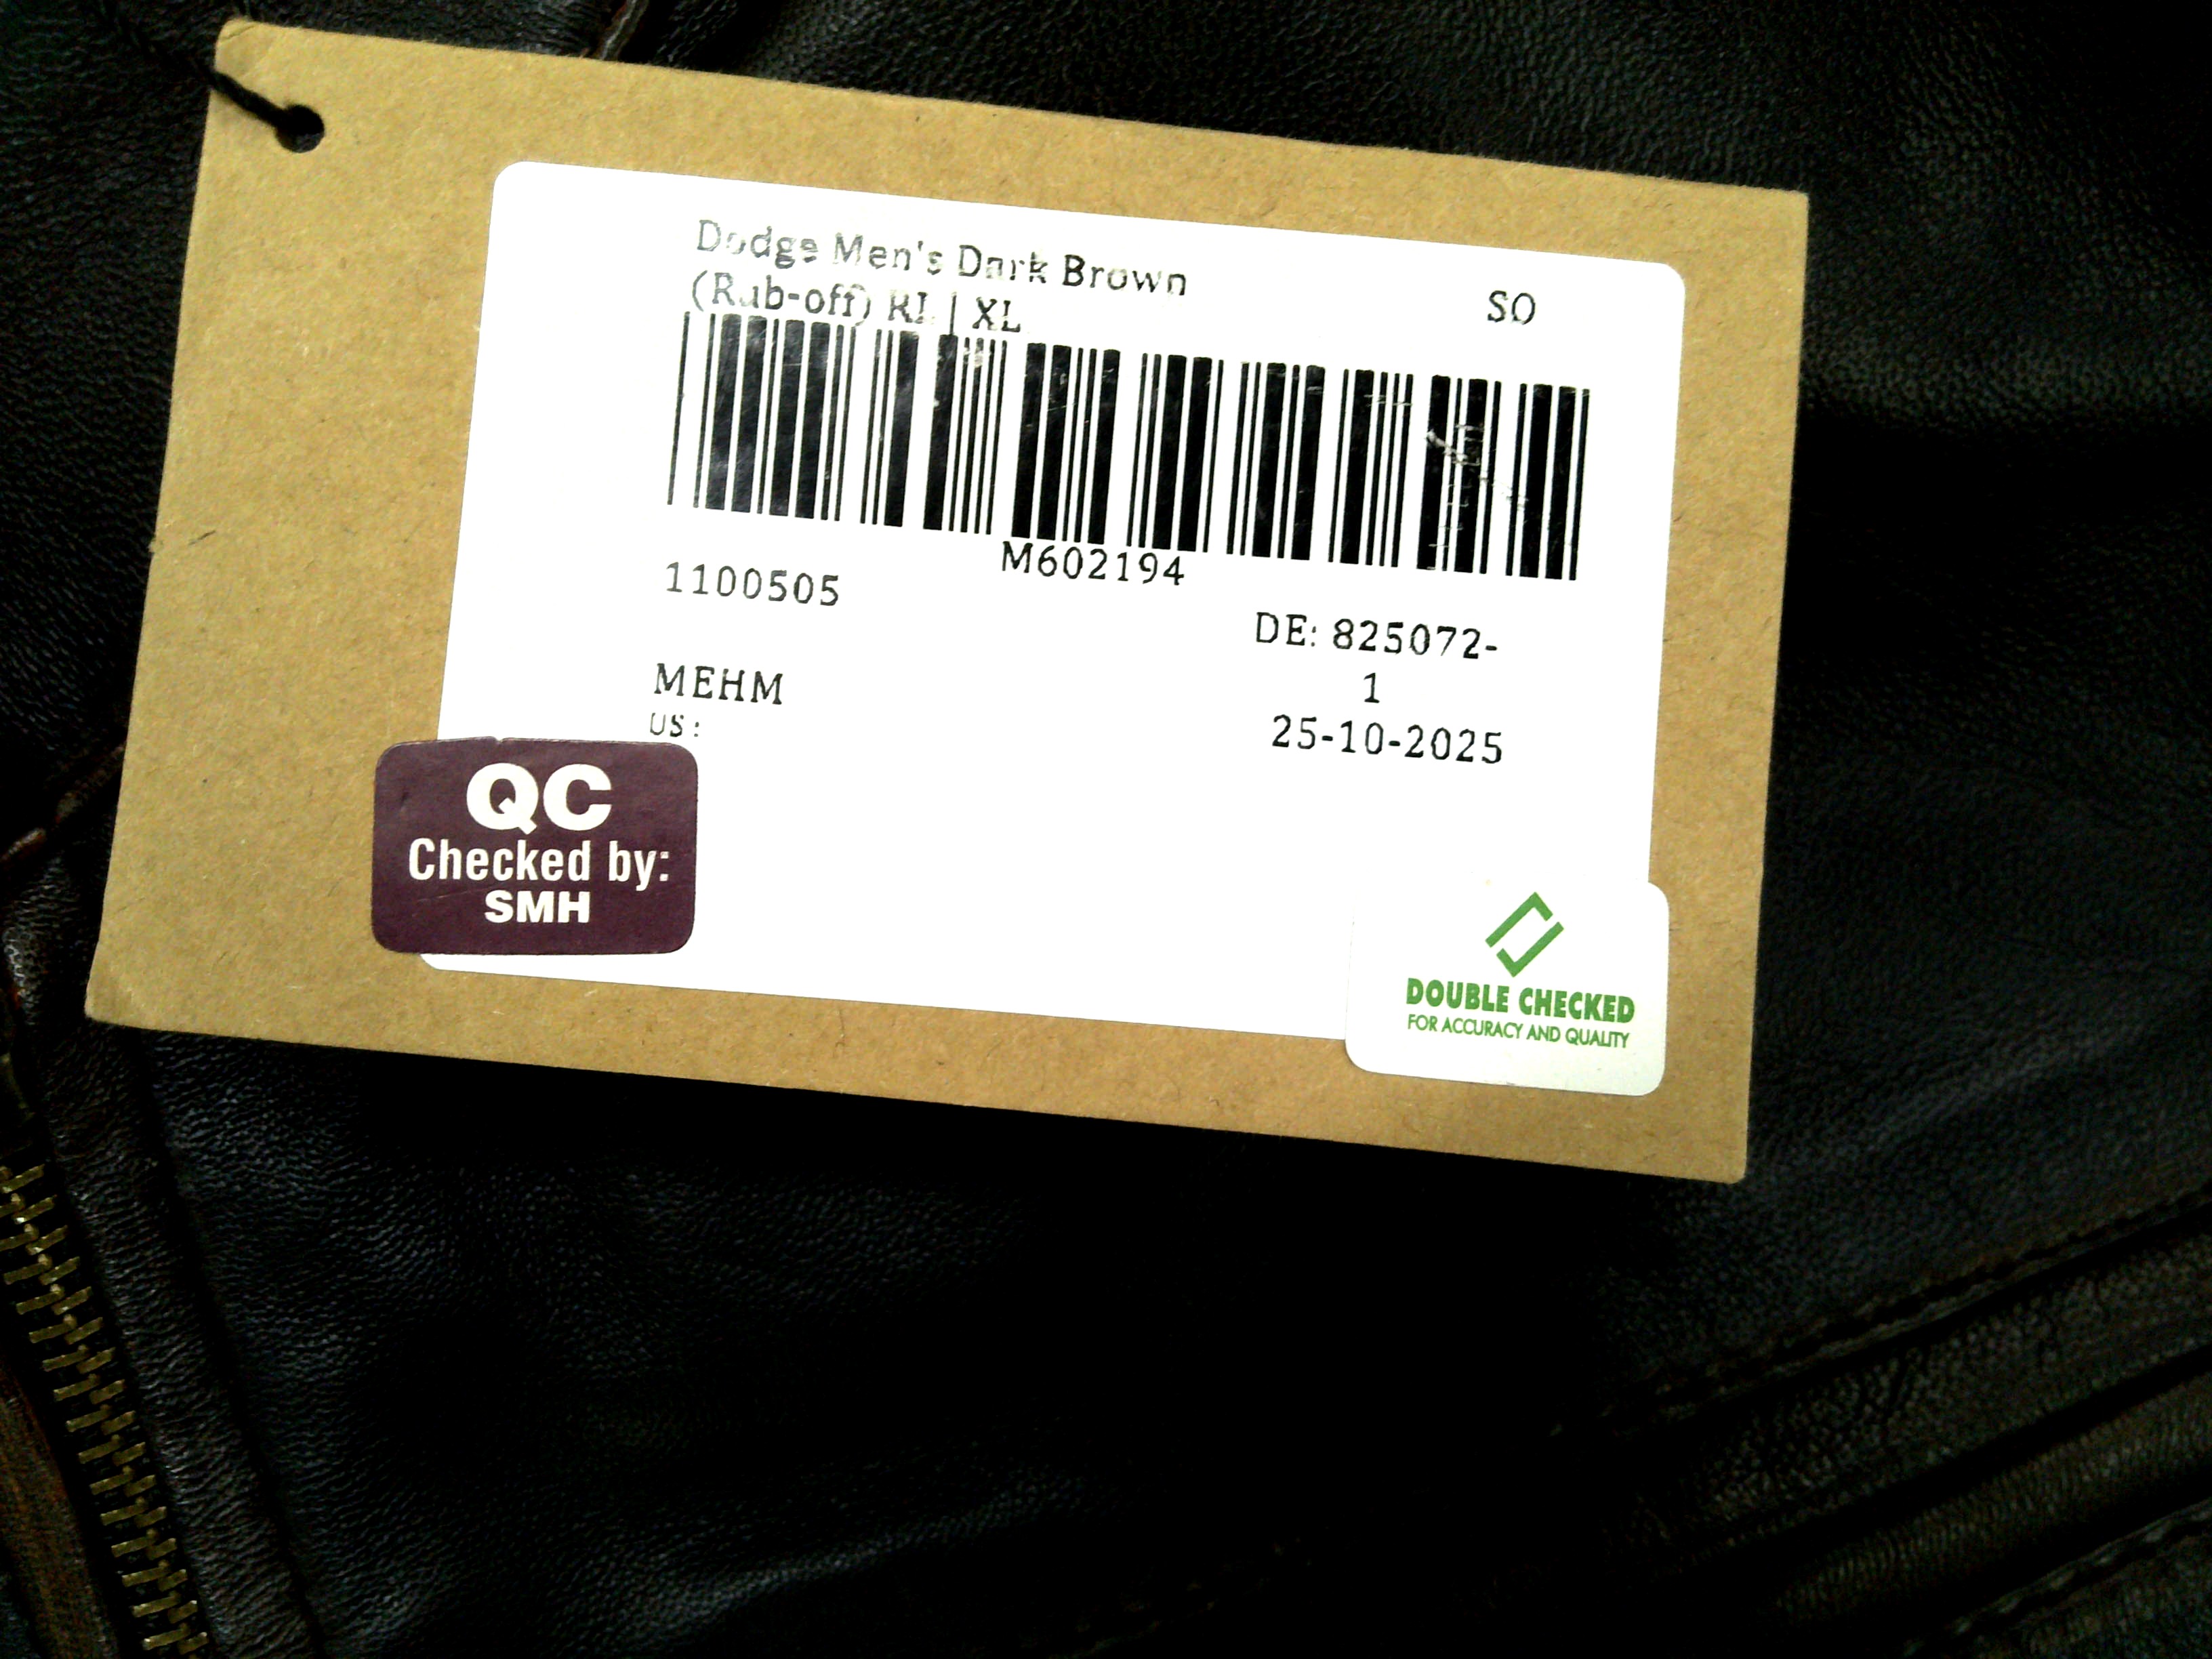 Dodge Men's Dark Brown
(Rub-off) RL | XL
SO
M602194
1100505
DE: 825072-
1
MEHM
25-10-2025
US:
QC
Checked by:
SMH
DOUBLE CHECKED
FOR ACCURACY AND QUALITY